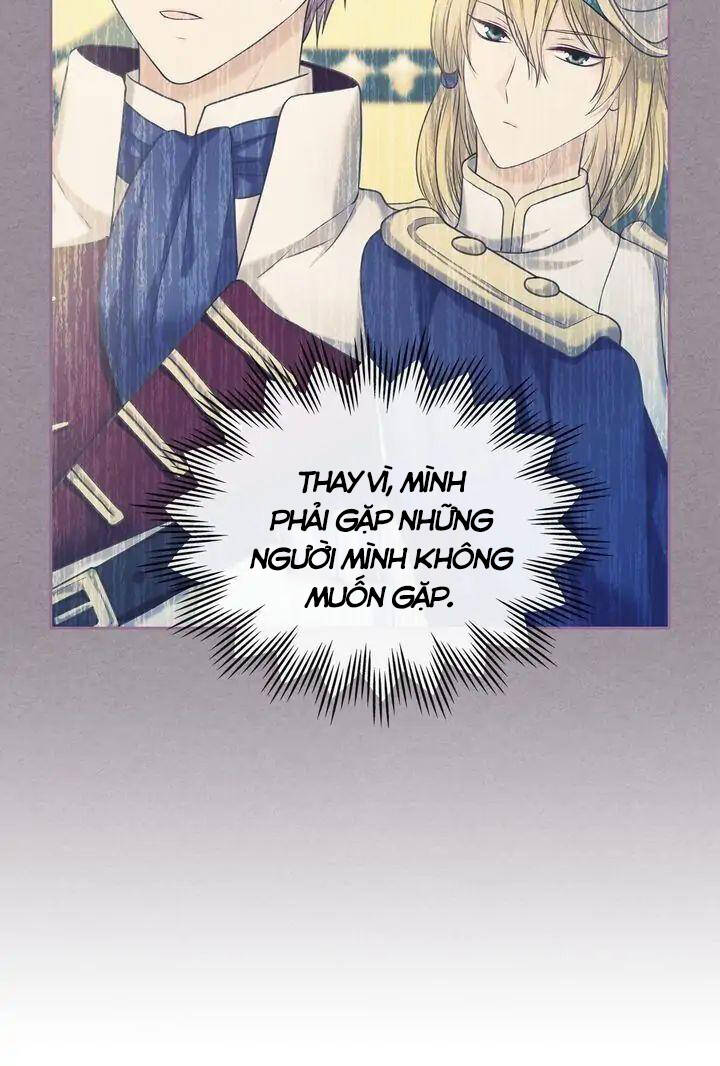 THAY VÌ, MÌNH
PHẢI GẶP NHỮNG
NGƯỜI MÌNH KHÔNG
MUỐN GẶP.